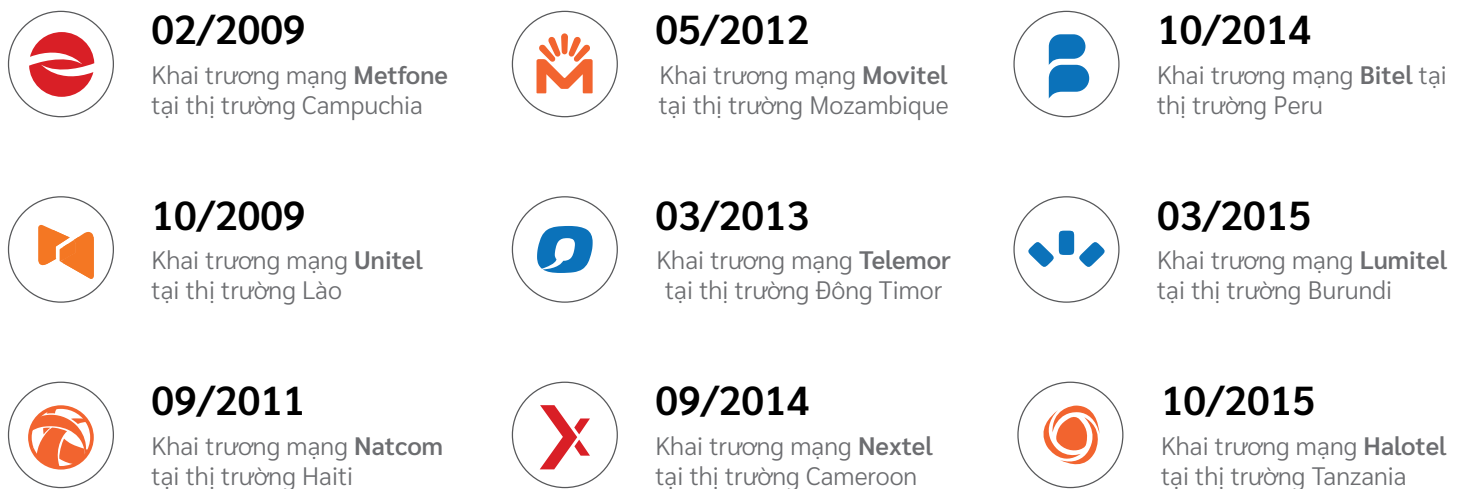 02/2009
Khai trương mạng Metfone
tại thị trường Campuchia
10/2009
Khai trương mạng Unitel
tại thị trường Lào
09/2011
Khai trương mạng Natcom
tại thị trường Haiti
05/2012
Khai trương mạng Movitel
tại thị trường Mozambique
03/2013
Khai trương mạng Telemor
tại thị trường Đông Timor
09/2014
Khai trương mạng Nextel
tại thị trường Cameroon
10/2014
Khai trương mạng Bitel tại
thị trường Peru
03/2015
Khai trương mạng Lumitel
tại thị trường Burundi
10/2015
Khai trương mạng Halotel
tại thị trường Tanzania